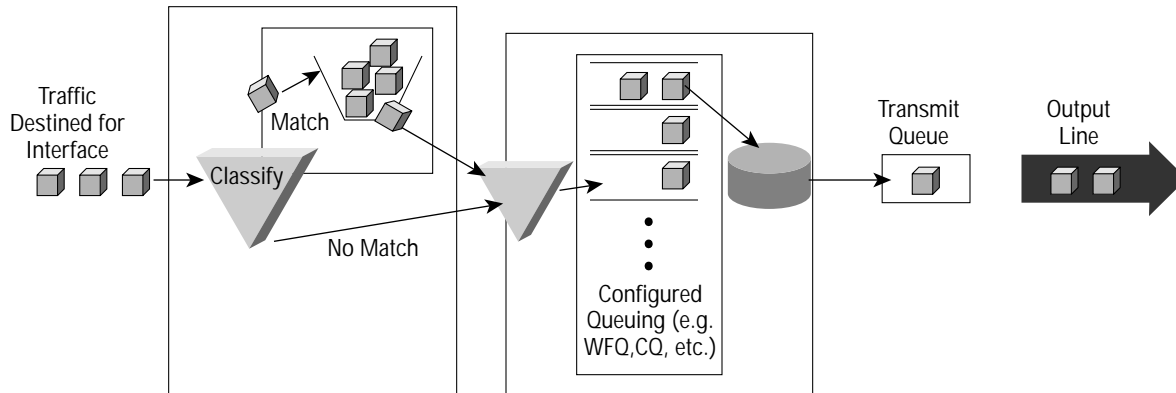 Traffic
Destined for
Interface
Match
Classify
No Match
Configured
Queuing (e.g.
WFQ,CQ, etc.)
Transmit
Queue
Output
Line